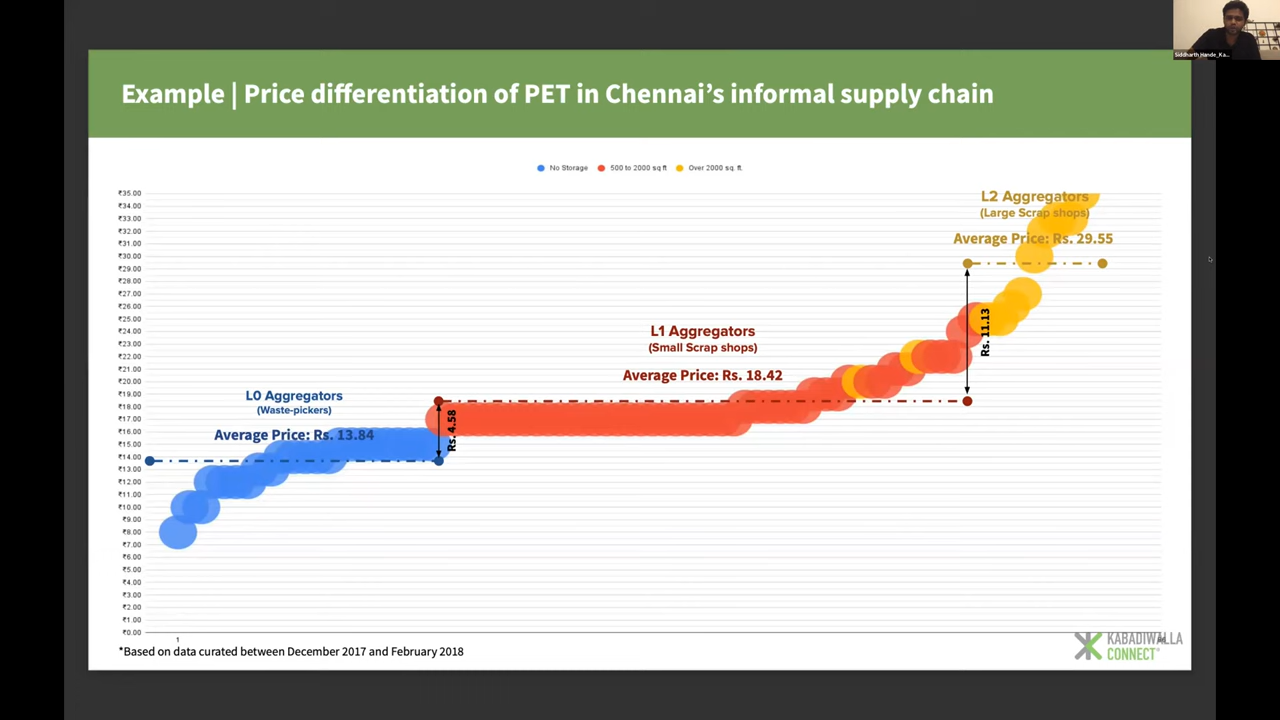 Siddharth Hande_Ka...
Example | Price differentiation of PET in Chennai’s informal supply chain
No Storage
500 to 2000 sq ft
Over 2000 sq. ft.
₹35.00
₹34.00
₹33.00
₹32.00
₹31.00
₹30.00
₹29.00
₹28.00
₹27.00
₹26.00
₹25.00
₹24.00
₹23.00
₹22.00
₹21.00
₹20.00
₹19.00
₹18.00
₹17.00
₹16.00
₹15.00
₹14.00
₹13.00
₹12.00
₹11.00
₹10.00
₹9.00
₹8.00
₹7.00
₹6.00
₹5.00
₹4.00
₹3.00
₹2.00
₹1.00
₹0.00
L0 Aggregators
(Waste-pickers)
Average Price: Rs. 13.84
Rs. 4.58
L1 Aggregators
(Small Scrap shops)
Average Price: Rs. 18.42
Rs. 11.13
L2 Aggregators
(Large Scrap shops)
Average Price: Rs. 29.55
1
*Based on data curated between December 2017 and February 2018
KABADIWALLA
CONNECT